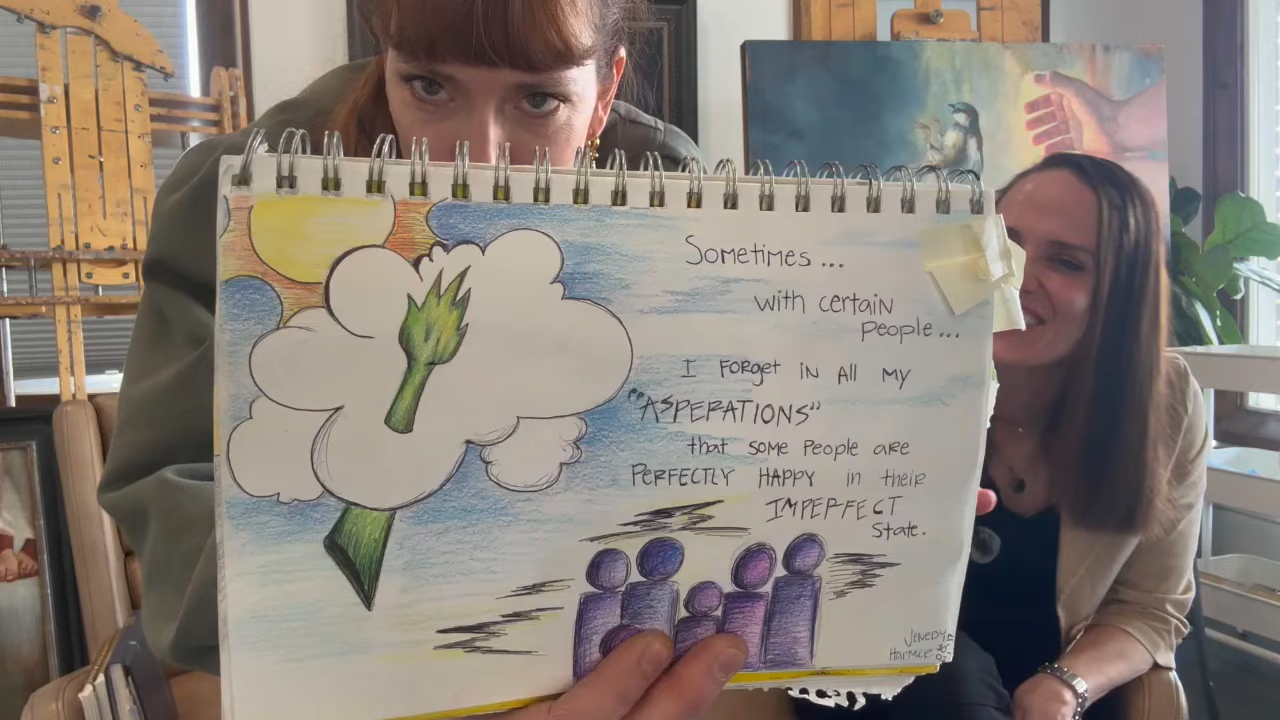 Sometimes...
with certain
people...
I FORget IN All MY
"ASPERATIONS"
that some People are
PERFECTLY HAPPY in their
IMPERFECT
State.
JENEDY